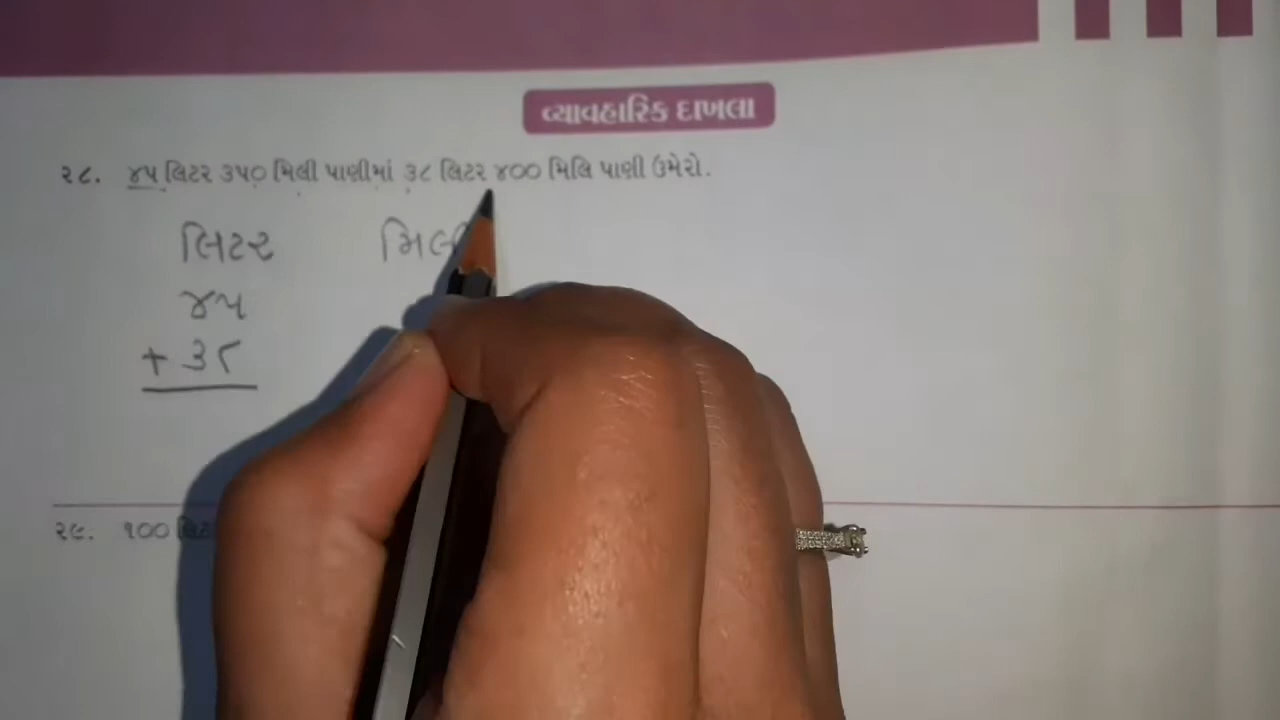 વ્યાવહારિક દાખલા
૨૮. ૪૫ લિટર ૩૫૦ મિલી પાણીમાં ૩૮ લિટર ૪૦૦ મિલિ પાણી ઉમેરો.
લિટર
૪૫
+ ૩૮
૨૯. ૧૦૦